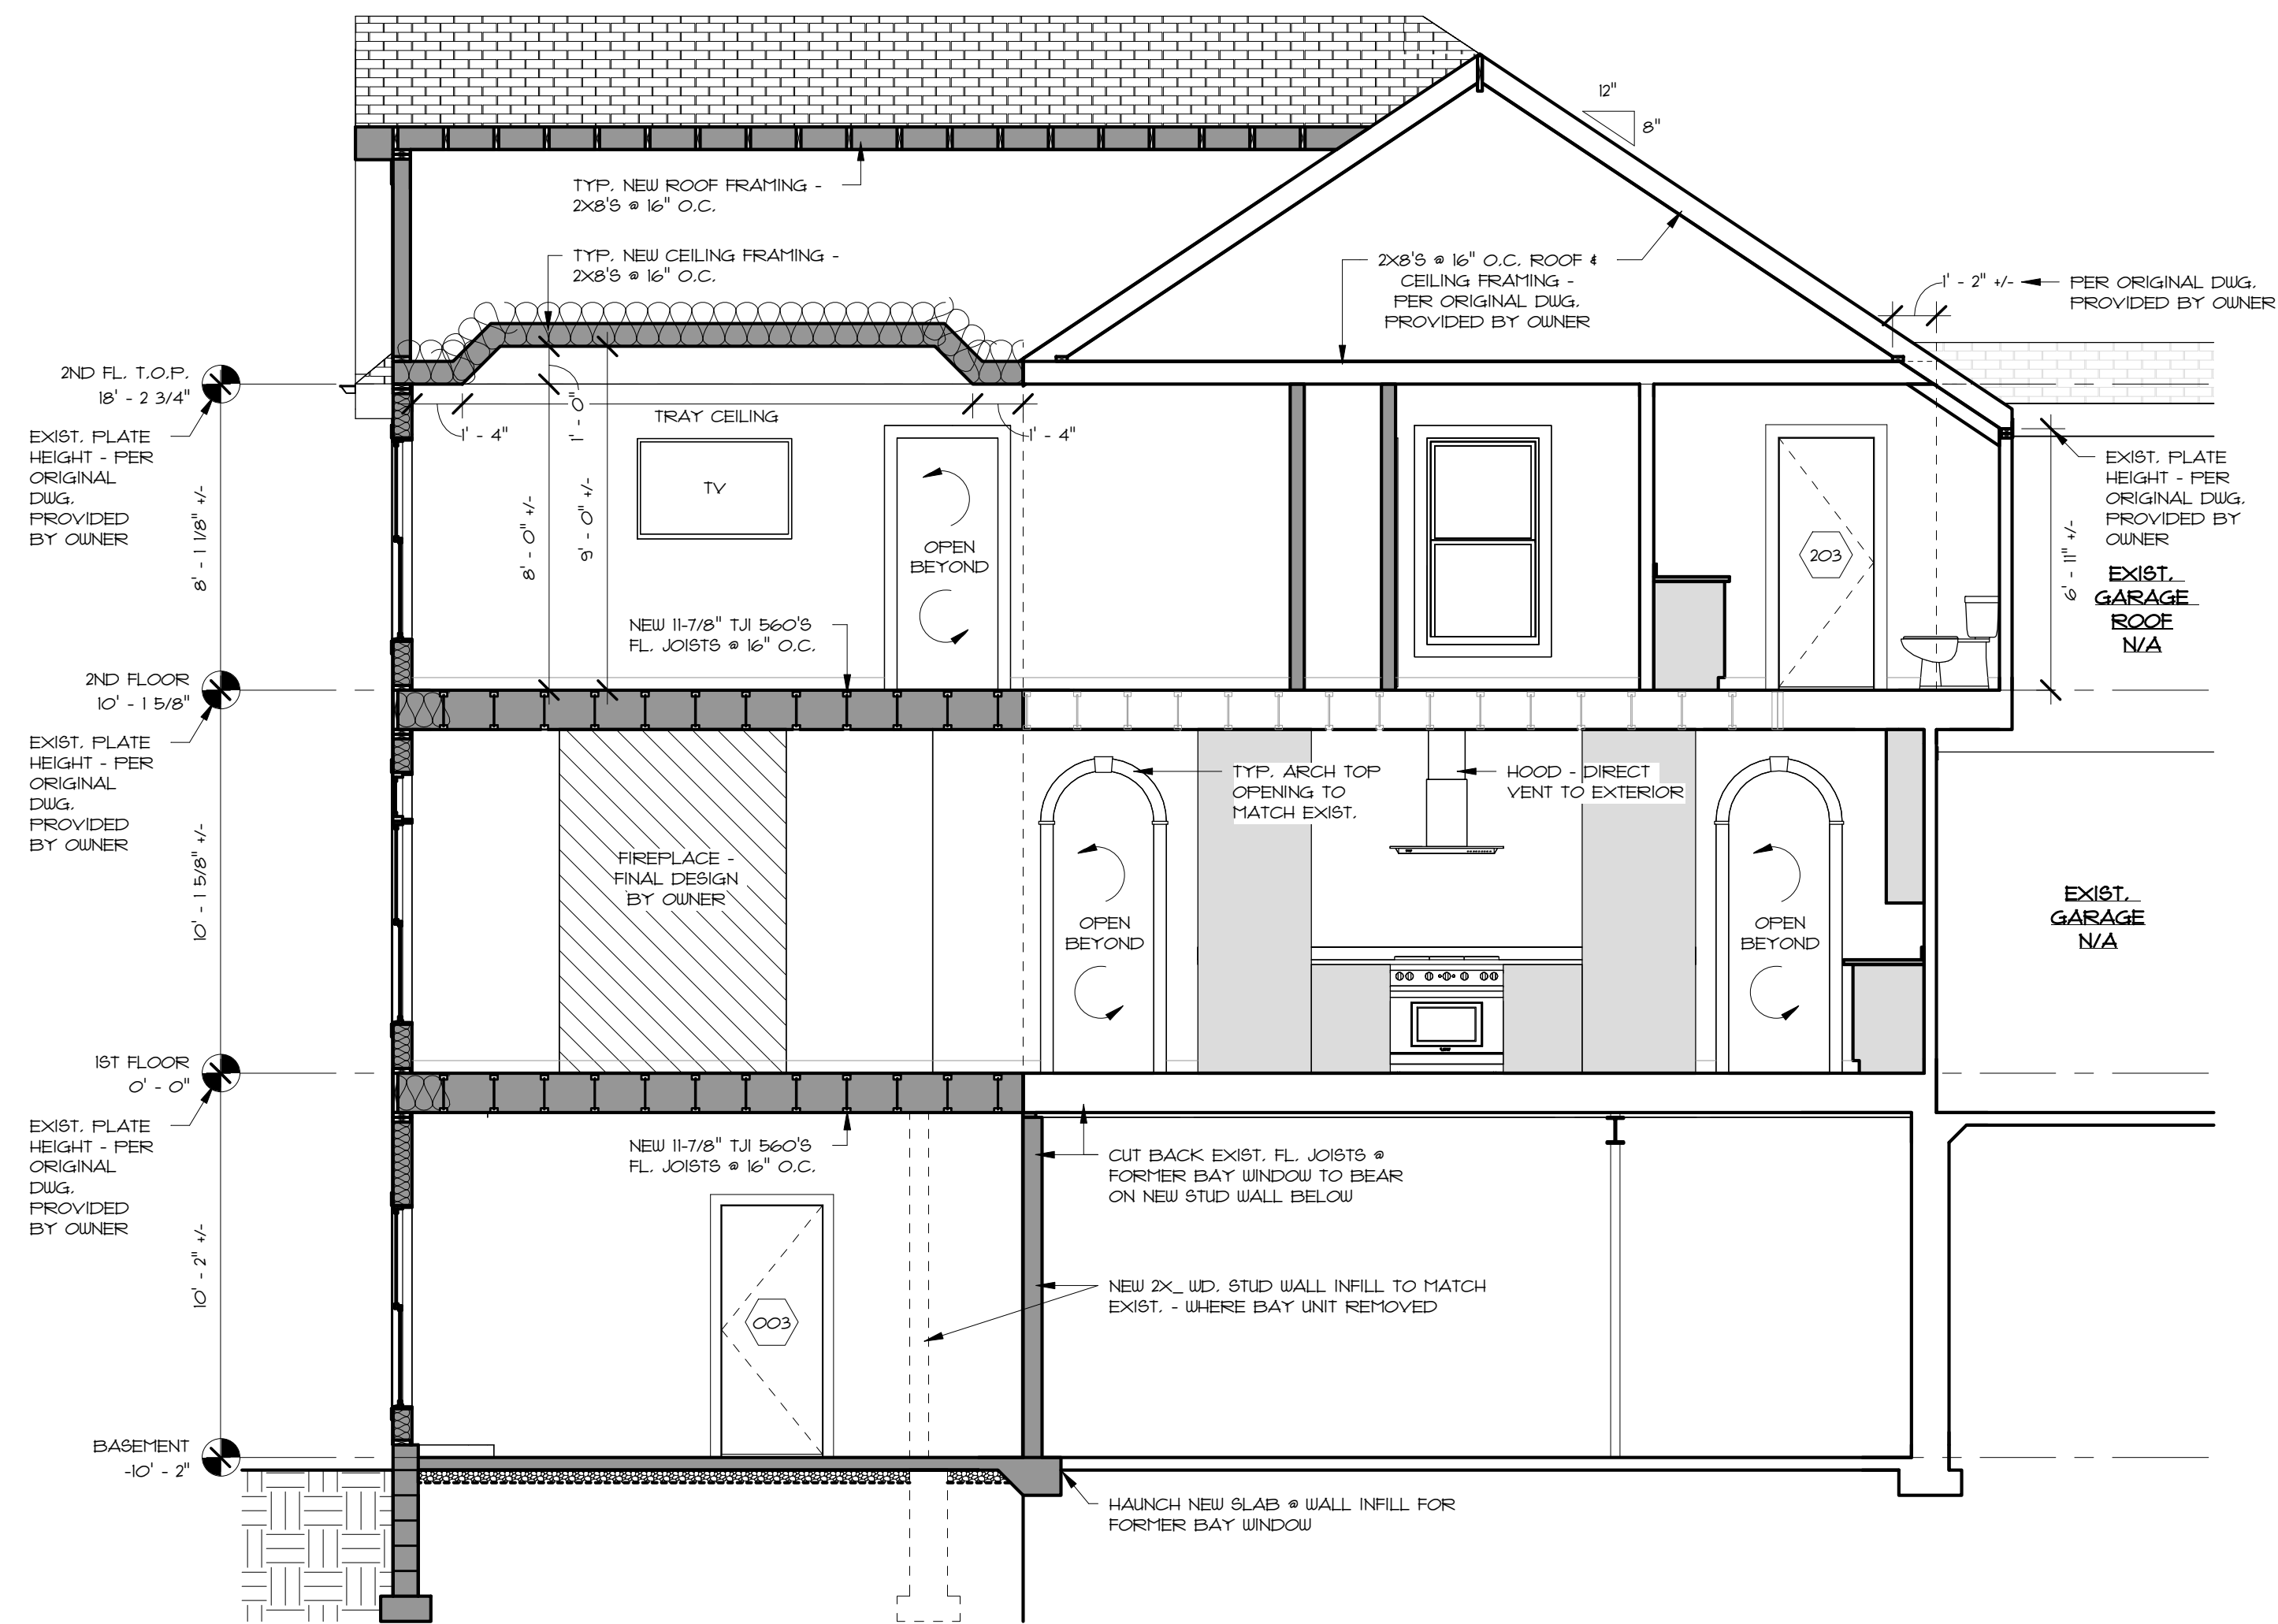 12"
8"
TYP. NEW ROOF FRAMING -
2X8'S @ 16" O.C.
TYP. NEW CEILING FRAMING -
2X8'S @ 16" O.C.
2X8'S @ 16" O.C. ROOF &
CEILING FRAMING -
PER ORIGINAL DWG.
PROVIDED BY OWNER
1' - 2" +/-
PER ORIGINAL DWG.
PROVIDED BY OWNER
2ND FL. T.O.P.
18' - 2 3/4"
EXIST. PLATE
HEIGHT - PER
ORIGINAL
DWG.
PROVIDED
BY OWNER
8' - 1 1/8" +/-
1' - 4"
TRAY CEILING
1' - 0"
1' - 4"
8' - 0" +/-
9' - 0" +/-
TV
OPEN
BEYOND
NEW 11-7/8" TJI 560'S
FL. JOISTS @ 16" O.C.
203
6' - 11" +/-
EXIST. PLATE
HEIGHT - PER
ORIGINAL DWG.
PROVIDED BY
OWNER
EXIST.
GARAGE
ROOF
N/A
2ND FLOOR
10' - 1 5/8"
EXIST. PLATE
HEIGHT - PER
ORIGINAL
DWG.
PROVIDED
BY OWNER
10' - 1 5/8" +/-
FIREPLACE -
FINAL DESIGN
BY OWNER
TYP. ARCH TOP
OPENING TO
MATCH EXIST.
HOOD - DIRECT
VENT TO EXTERIOR
OPEN
BEYOND
OPEN
BEYOND
EXIST.
GARAGE
N/A
1ST FLOOR
0' - 0"
EXIST. PLATE
HEIGHT - PER
ORIGINAL
DWG.
PROVIDED
BY OWNER
10' - 2" +/-
NEW 11-7/8" TJI 560'S
FL. JOISTS @ 16" O.C.
CUT BACK EXIST. FL. JOISTS @
FORMER BAY WINDOW TO BEAR
ON NEW STUD WALL BELOW
003
NEW 2X_ WD. STUD WALL INFILL TO MATCH
EXIST. - WHERE BAY UNIT REMOVED
BASEMENT
-10' - 2"
HAUNCH NEW SLAB @ WALL INFILL FOR
FORMER BAY WINDOW